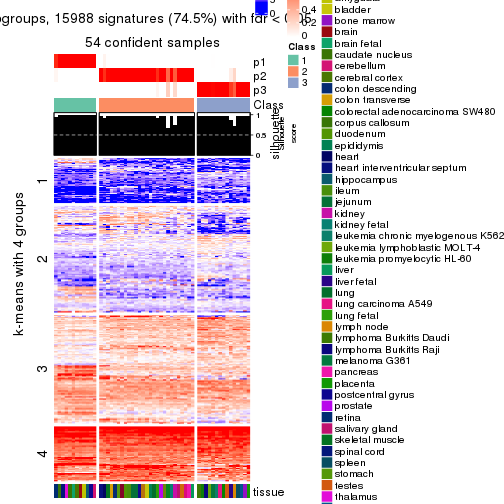 groups, 15988 signatures (74.5%) with fdr < 0.05
54 confident samples
p1
p2
p3
Class
1
0.5
0
silhouette
score
1
2
3
4
k-means with 4 groups
tissue
0
0.4
0.2
0
Class
1
2
3
bladder
bone marrow
brain
brain fetal
caudate nucleus
cerebellum
cerebral cortex
colon descending
colon transverse
colorectal adenocarcinoma SW480
corpus callosum
duodenum
epididymis
heart
heart interventricular septum
hippocampus
ileum
jejunum
kidney
kidney fetal
leukemia chronic myelogenous K562
leukemia lymphoblastic MOLT-4
leukemia promyelocytic HL-60
liver
liver fetal
lung
lung carcinoma A549
lung fetal
lymph node
lymphoma Burkitts Daudi
lymphoma Burkitts Raji
melanoma G361
pancreas
placenta
postcentral gyrus
prostate
retina
salivary gland
skeletal muscle
spinal cord
spleen
stomach
testes
thalamus